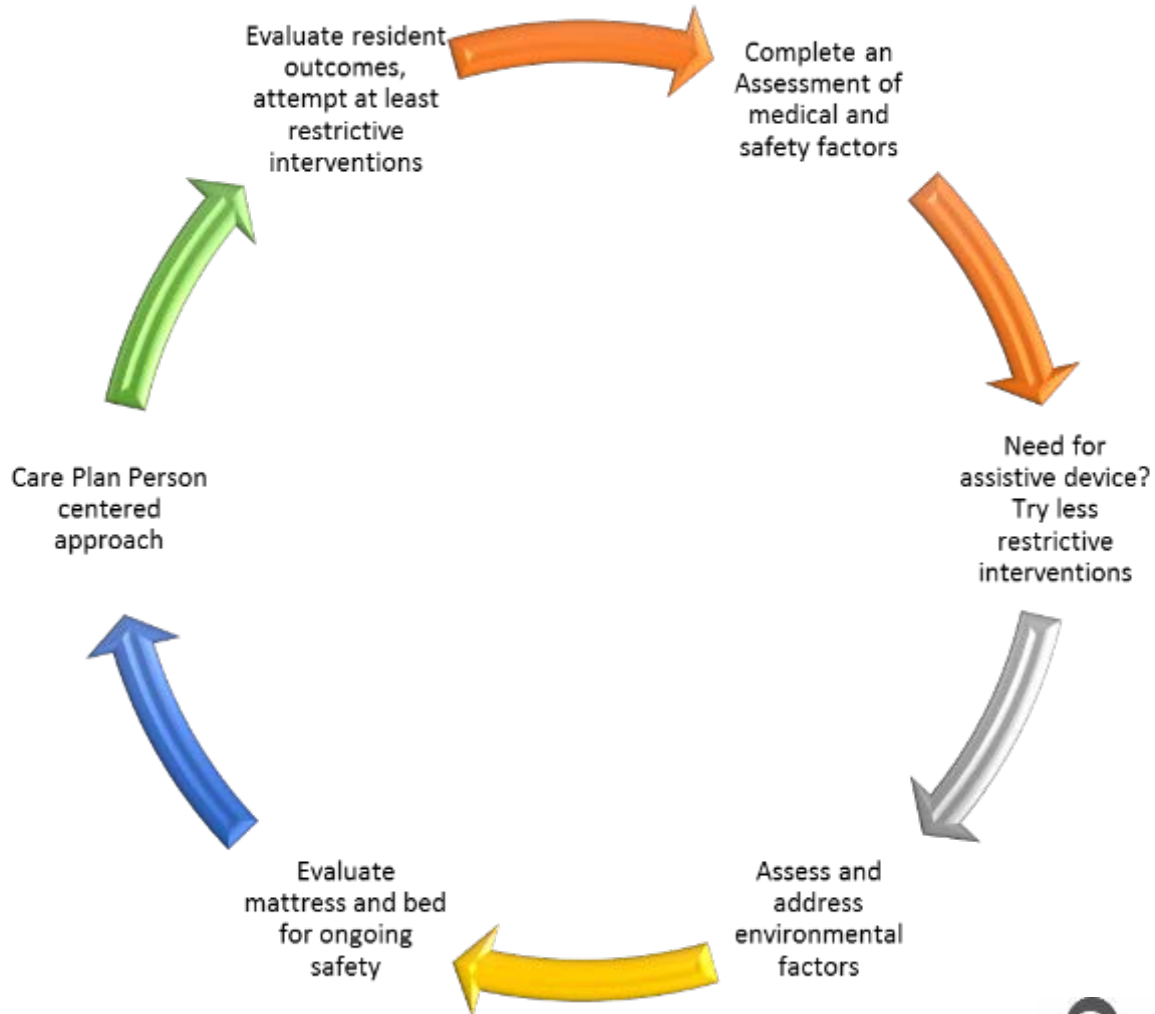 Evaluate resident
outcomes,
attempt at least
restrictive
interventions
Complete an
Assessment of
medical and
safety factors
Need for
assistive device?
Try less
restrictive
interventions
Assess and
address
environmental
factors
Evaluate
mattress and bed
for ongoing
safety
Care Plan Person
centered
approach